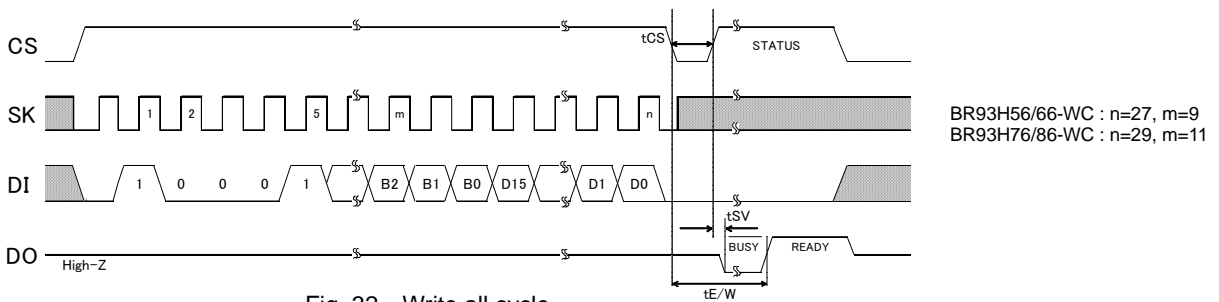 CS
tCS
STATUS
SK
1 2 5 m n
BR93H56/66-WC : n=27, m=9
BR93H76/86-WC : n=29, m=11
DI
1 0 0 0 1 B2 B1 B0 D15 D1 D0
tSV
DO
High-Z
BUSY READY
tE/W
Fig. 33 Write all cycle